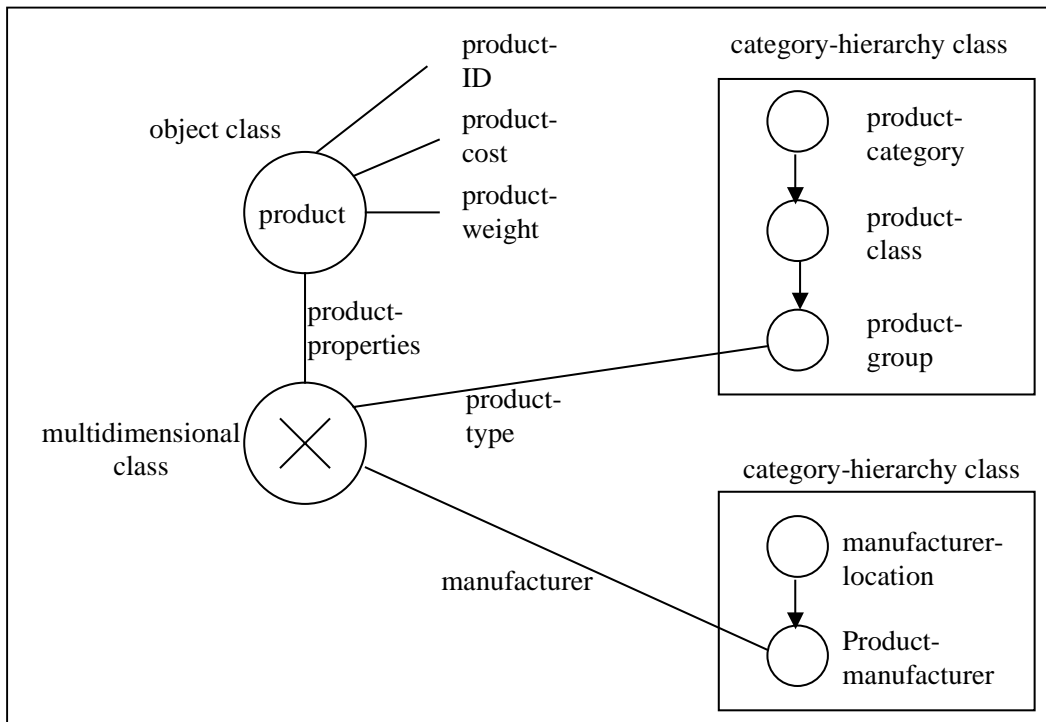 product-
ID
object class
product-
cost
product
product-
weight
product-
properties
multidimensional
class
product-
type
manufacturer
category-hierarchy class
product-
category
product-
class
product-
group
category-hierarchy class
manufacturer-
location
Product-
manufacturer